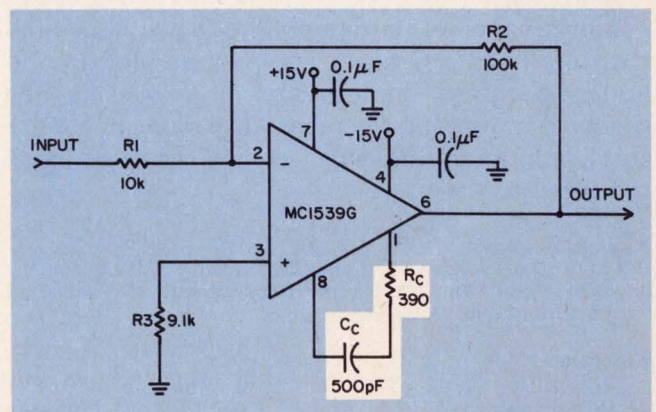 R2
100k
+15V
0.1µF
7
-15V
0.1µF
INPUT
R1
10k
2
-
4
6
OUTPUT
MC1539G
3
+
1
8
RC
390
R3
9.1k
CC
500pF